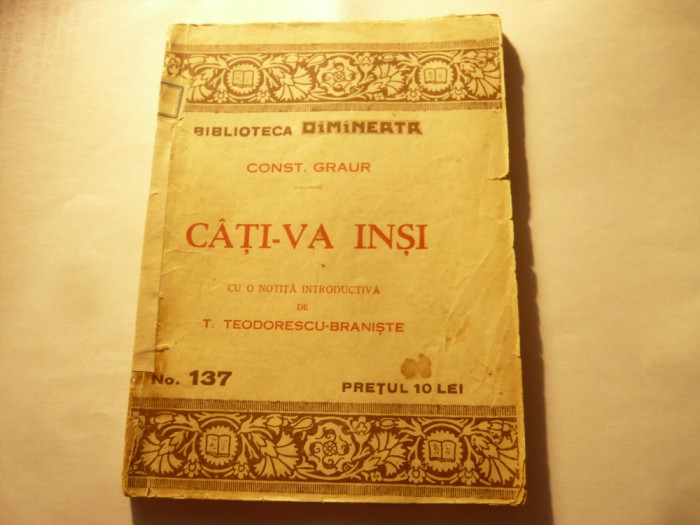 BIBLIOTECA DIMINEAȚA
CONST. GRAUR
CÂȚI-VA INȘI
CU O NOTIȚĂ INTRODUCTIVĂ
DE
T. TEODORESCU-BRANIȘTE
No. 137
PREȚUL 10 LEI